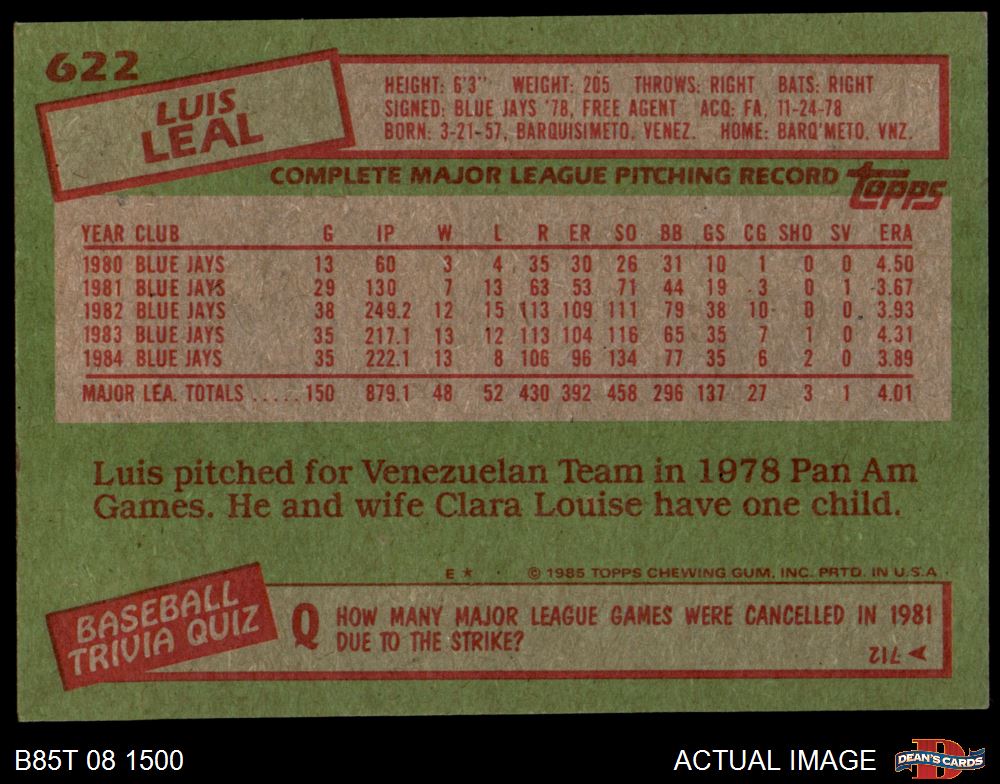 622
LUIS
LEAL
HEIGHT: 6'3" WEIGHT: 205 THROWS: RIGHT BATS: RIGHT
SIGNED: BLUE JAYS '78, FREE AGENT ACQ: FA, 11-24-78
BORN: 3-21-57, BARQUISIMETO, VENEZ. HOME: BARQ'METO, VNZ.
COMPLETE MAJOR LEAGUE PITCHING RECORD topps
YEAR CLUB G IP W L R ER SO BB GS CG SHO SV ERA
1980 BLUE JAYS 13 60 3 4 35 30 26 31 10 1 0 0 4.50
1981 BLUE JAYS 29 130 7 13 63 53 71 44 19 3 0 1 3.67
1982 BLUE JAYS 38 249.2 12 15 113 109 111 79 38 10 0 0 3.93
1983 BLUE JAYS 35 217.1 13 12 113 104 116 65 35 7 1 0 4.31
1984 BLUE JAYS 35 222.1 13 8 106 96 134 77 35 6 2 0 3.89
MAJOR LEA. TOTALS ..... 150 879.1 48 52 430 392 458 296 137 27 3 1 4.01
Luis pitched for Venezuelan Team in 1978 Pan Am
Games. He and wife Clara Louise have one child.
E ★ © 1985 TOPPS CHEWING GUM, INC. PRTD. IN U.S.A.
BASEBALL
TRIVIA QUIZ
Q HOW MANY MAJOR LEAGUE GAMES WERE CANCELLED IN 1981
DUE TO THE STRIKE?
712
B85T 08 1500 ACTUAL IMAGE DEAN'S CARDS